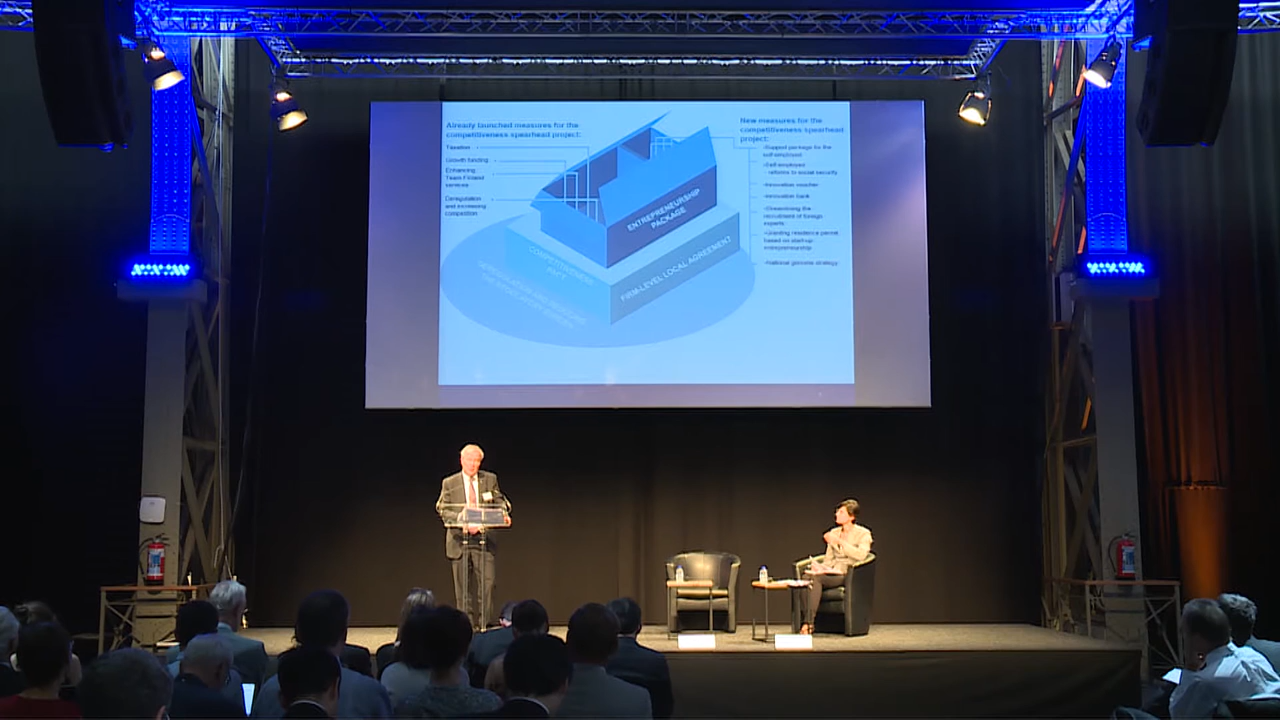 Already launched measures for the
competitiveness spearhead project:
Taxation
Growth funding
Enhancing
Team Finland
services
Deregulation
and increasing
competition
New measures for the
competitiveness spearhead
project:
-Support package for the
self-employed
-Self-employed
- reforms to social security
-Innovation voucher
-Innovation bank
-Streamlining the
recruitment of foreign
experts
-Granting residence permit
based on start-up
entrepreneurship
-National genome strategy
ENTREPRENEURSHIP
PACKAGE
FIRM-LEVEL LOCAL AGREEMENT
COMPETITIVENESS